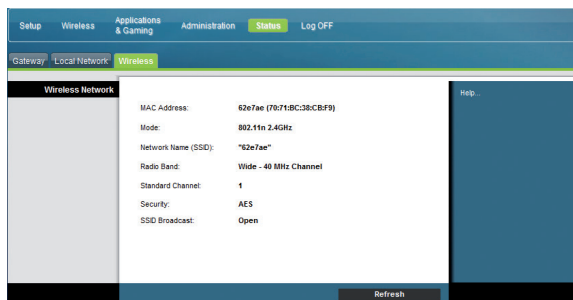 Setup Wireless Applications & Gaming Administration Status Log OFF
Gateway Local Network Wireless
Wireless Network
Help...
MAC Address: 62e7ae (70:71:BC:38:CB:F9)
Mode: 802.11n 2.4GHz
Network Name (SSID): "62e7ae"
Radio Band: Wide - 40 MHz Channel
Standard Channel: 1
Security: AES
SSID Broadcast: Open
Refresh